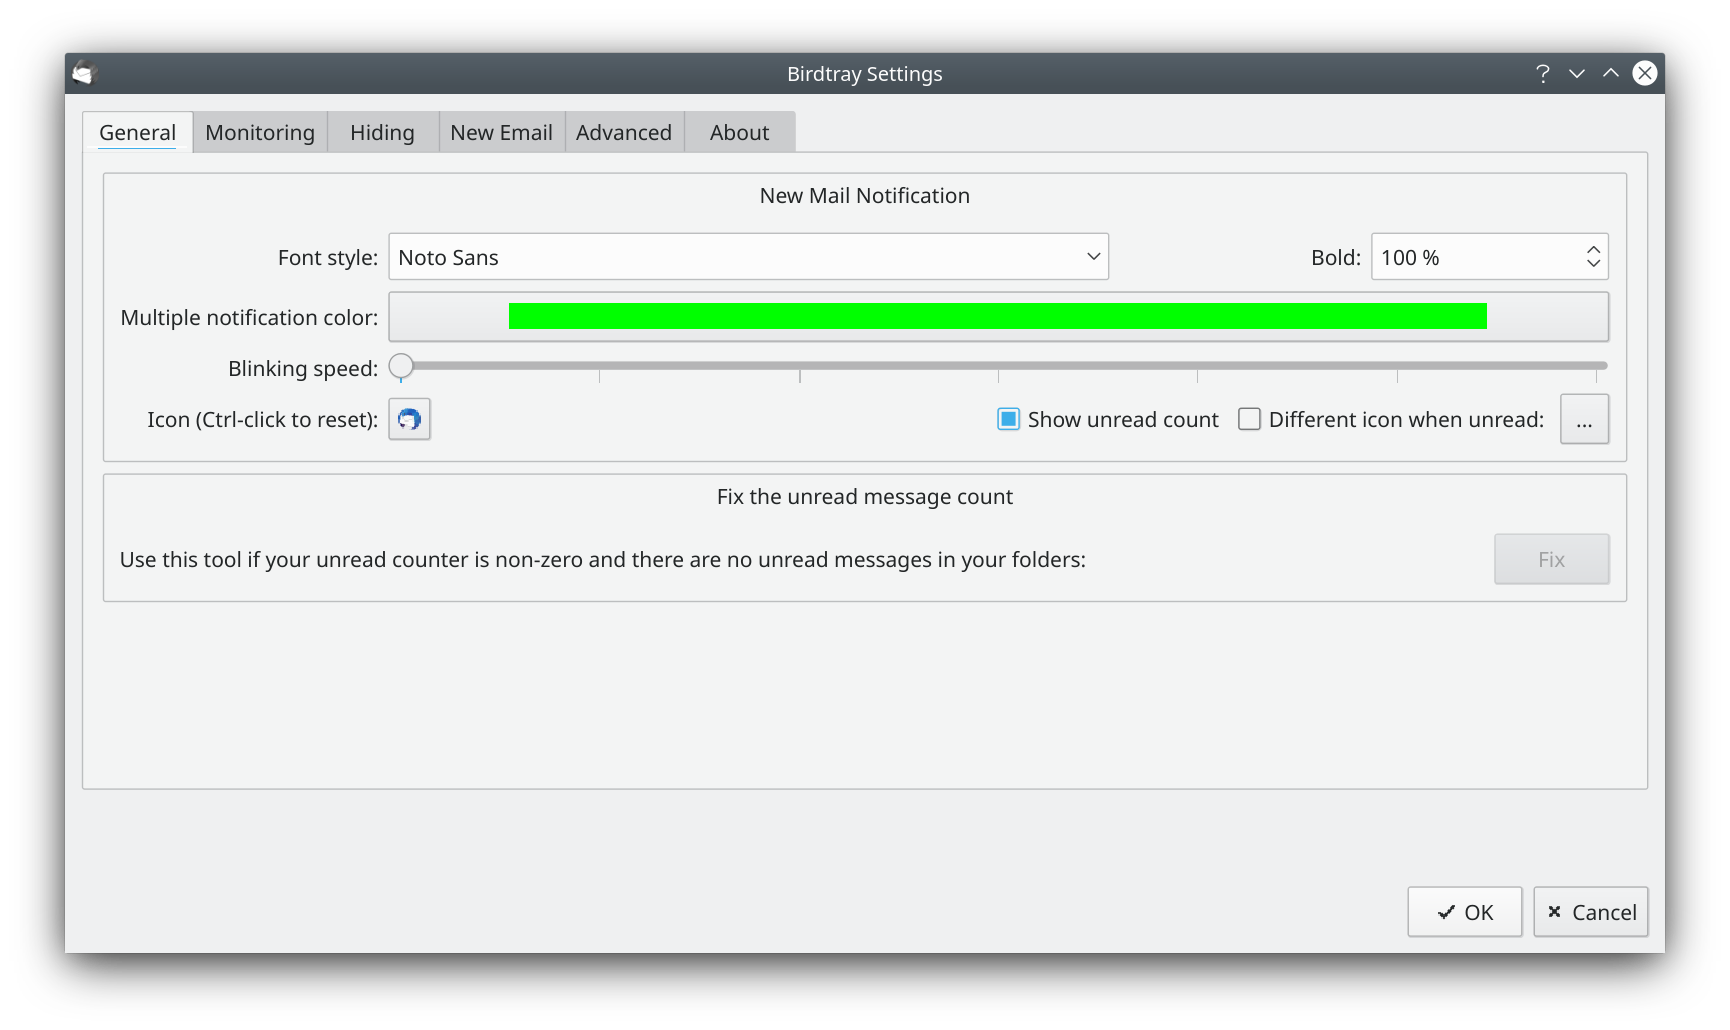 Birdtray Settings
General Monitoring Hiding New Email Advanced About
New Mail Notification
Font style: Noto Sans Bold: 100 %
Multiple notification color:
Blinking speed:
Icon (Ctrl-click to reset): Show unread count Different icon when unread: ...
Fix the unread message count
Use this tool if your unread counter is non-zero and there are no unread messages in your folders: Fix
OK Cancel